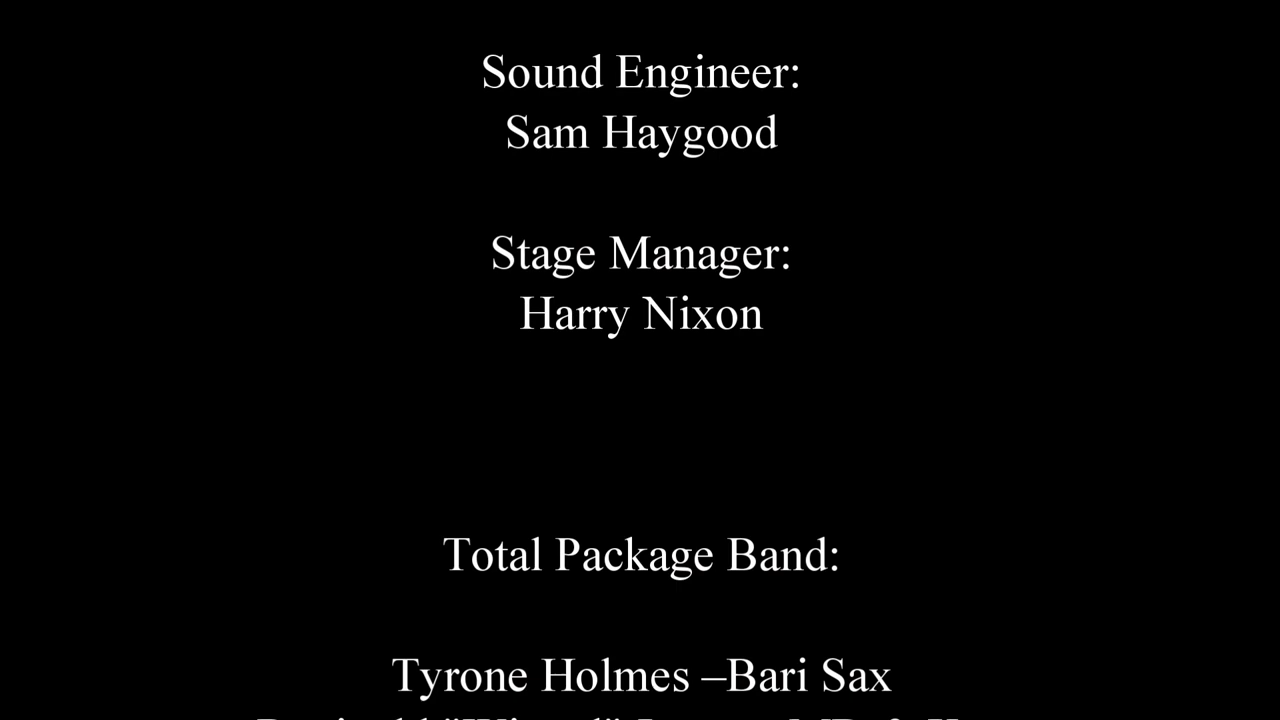 Sound Engineer:
Sam Haygood
Stage Manager:
Harry Nixon
Total Package Band:
Tyrone Holmes –Bari Sax